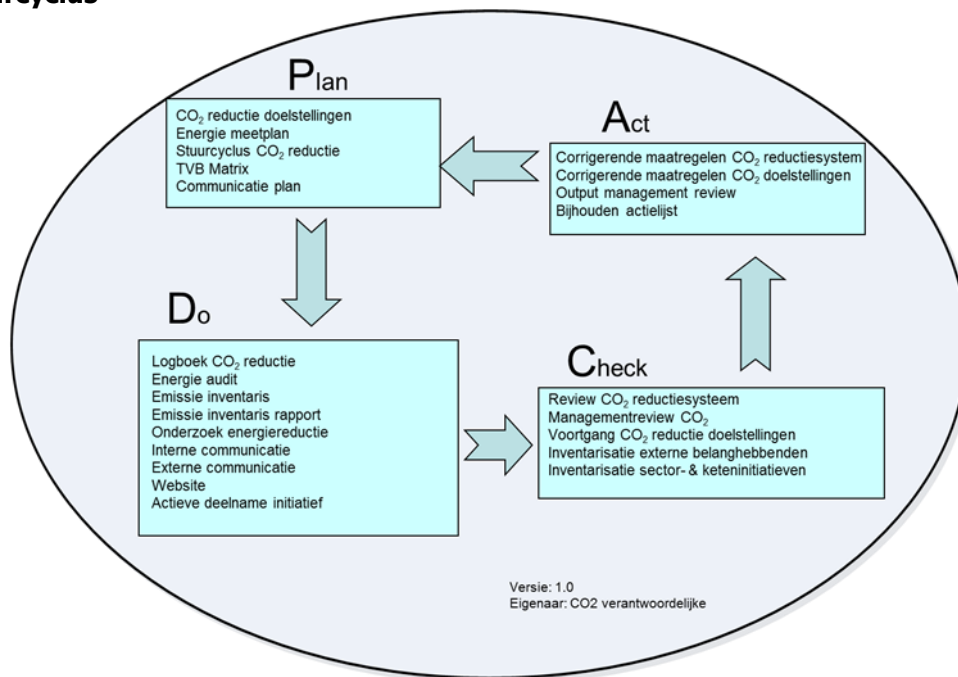 Plan
CO₂ reductie doelstellingen
Energie meetplan
Stuurcyclus CO₂ reductie
TVB Matrix
Communicatie plan
Act
Corrigerende maatregelen CO₂ reductiesystem
Corrigerende maatregelen CO₂ doelstellingen
Output management review
Bijhouden actielijst
Do
Logboek CO₂ reductie
Energie audit
Emissie inventaris
Emissie inventaris rapport
Onderzoek energiereductie
Interne communicatie
Externe communicatie
Website
Actieve deelname initiatief
Check
Review CO₂ reductiesysteem
Managementreview CO₂
Voortgang CO₂ reductie doelstellingen
Inventarisatie externe belanghebbenden
Inventarisatie sector- & keteninitiatieven
Versie: 1.0
Eigenaar: CO2 verantwoordelijke